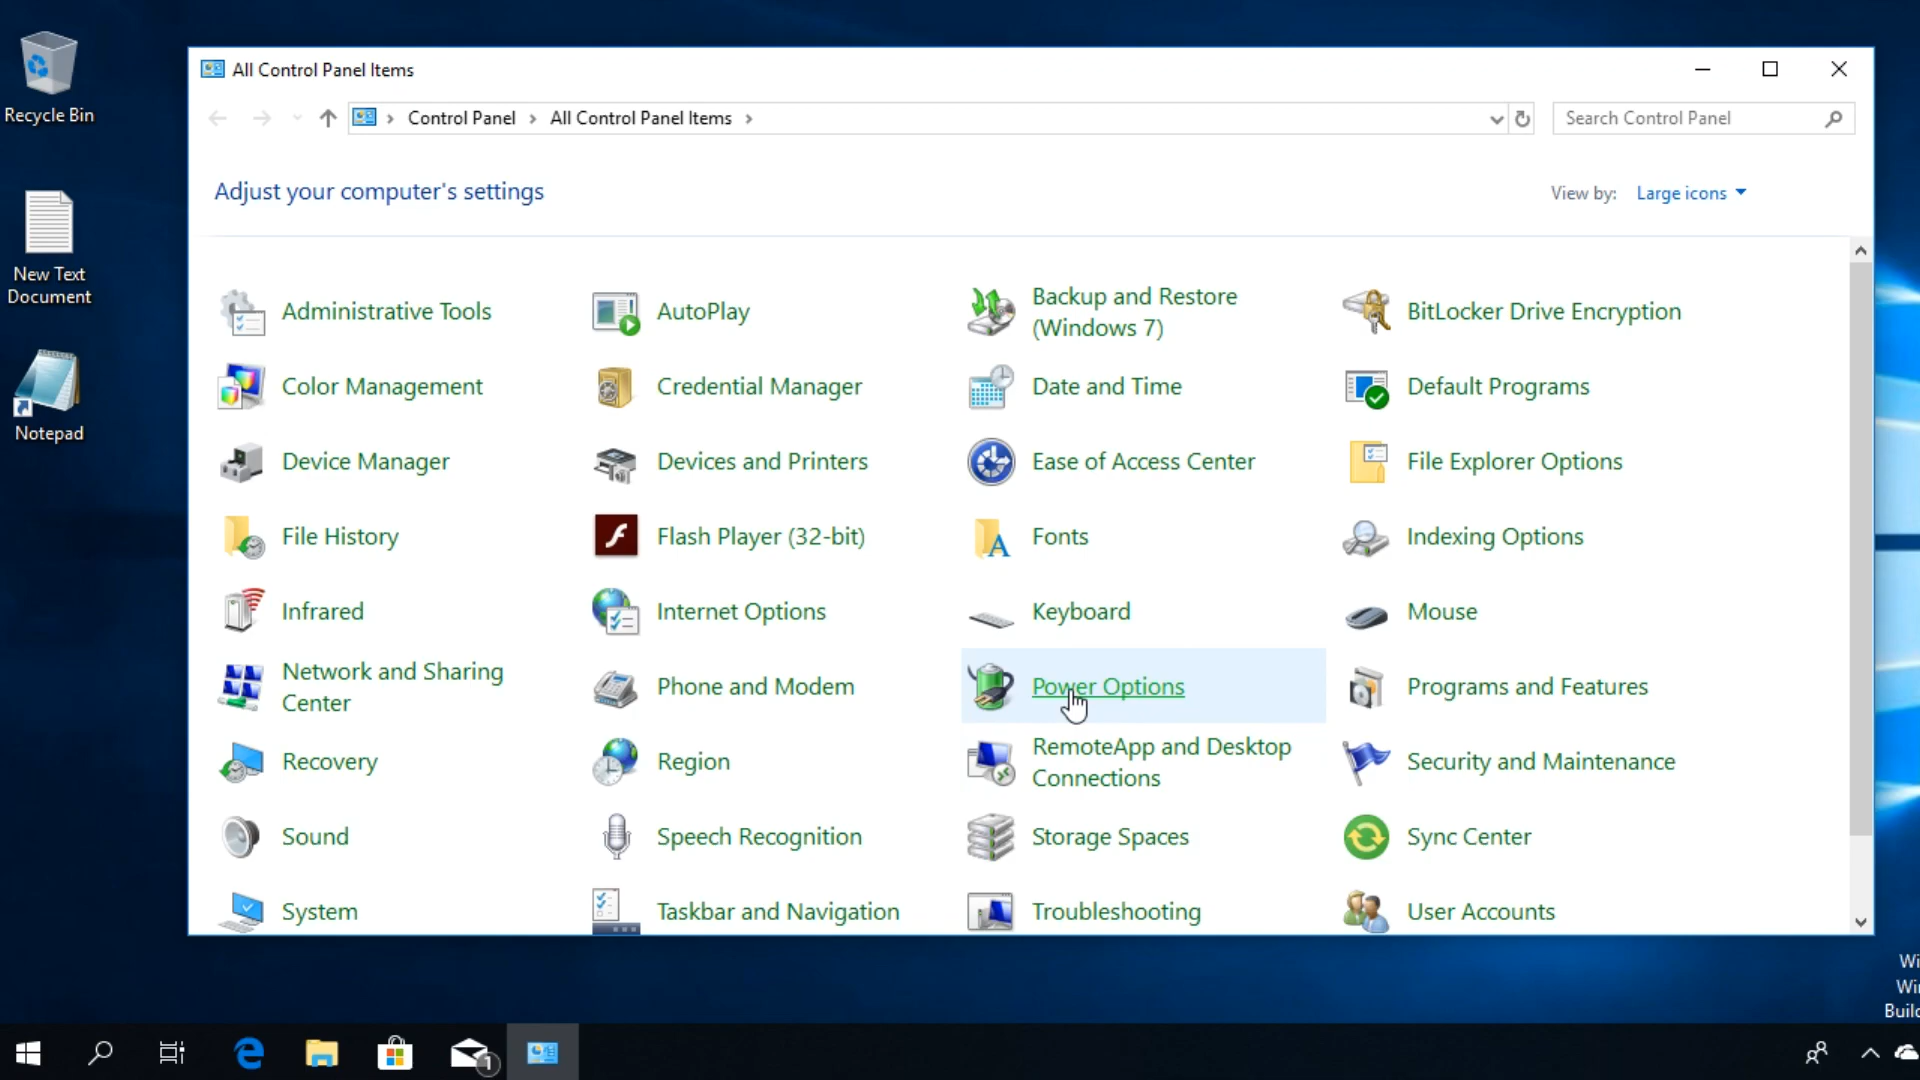 Recycle Bin
New Text
Document
Notepad
All Control Panel Items
Control Panel
All Control Panel Items
Search Control Panel
Adjust your computer's settings
View by:
Large icons
Administrative Tools
AutoPlay
Backup and Restore
(Windows 7)
BitLocker Drive Encryption
Color Management
Credential Manager
Date and Time
Default Programs
Device Manager
Devices and Printers
Ease of Access Center
File Explorer Options
File History
Flash Player (32-bit)
Fonts
Indexing Options
Infrared
Internet Options
Keyboard
Mouse
Network and Sharing
Center
Phone and Modem
Power Options
Programs and Features
Recovery
Region
RemoteApp and Desktop
Connections
Security and Maintenance
Sound
Speech Recognition
Storage Spaces
Sync Center
System
Taskbar and Navigation
Troubleshooting
User Accounts
1